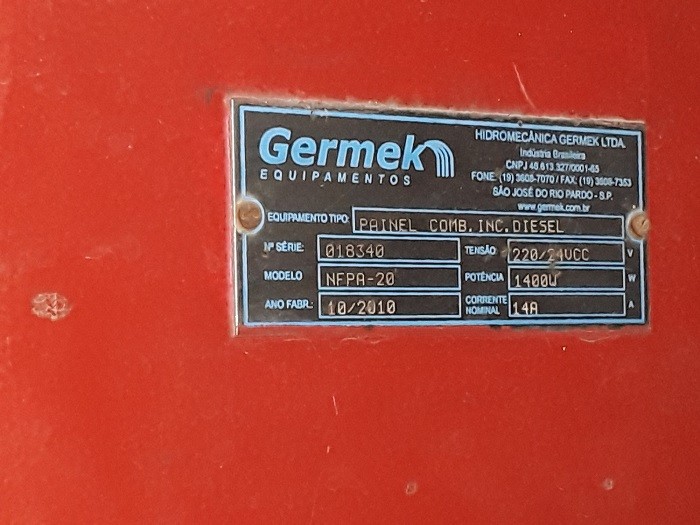 Germek
EQUIPAMENTOS
HIDROMECÂNICA GERMEK LTDA.
Indústria Brasileira
CNPJ 48.613.327/0001-65
FONE: (19) 3608-7070 / FAX: (19) 3608-7353
SÃO JOSÉ DO RIO PARDO - S.P.
www.germek.com.br
EQUIPAMENTO TIPO: PAINEL COMB.INC.DIESEL
Nº SÉRIE: 018340 TENSÃO: 220/24VCC V
MODELO NFPA-20 POTÊNCIA 1400W W
ANO FABR.: 10/2010 CORRENTE NOMINAL 14A A